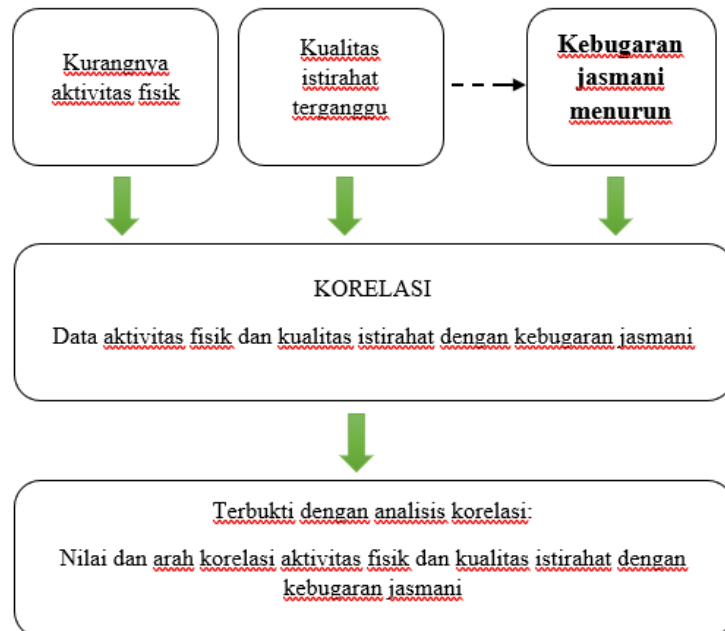 Kurangnya
aktivitas fisik
Kualitas
istirahat
terganggu
Kebugaran
jasmani
menurun
KORELASI
Data aktivitas fisik dan kualitas istirahat dengan kebugaran jasmani
Terbukti dengan analisis korelasi:
Nilai dan arah korelasi aktivitas fisik dan kualitas istirahat dengan
kebugaran jasmani